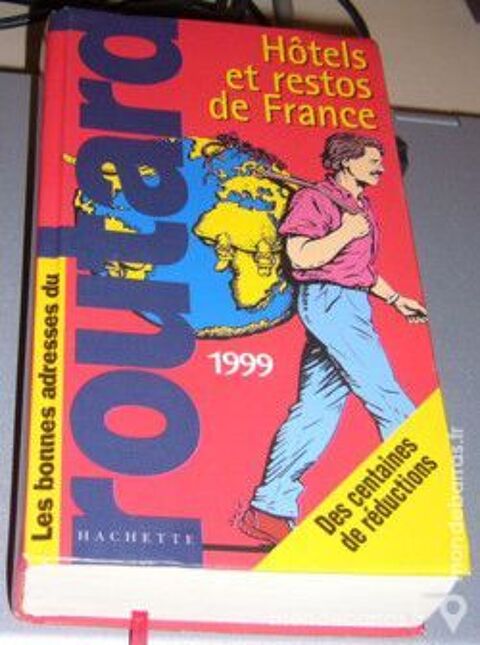 Hôtels
et restos
de France
Les bonnes adresses du
routard
1999
Des centaines
de réductions
HACHETTE